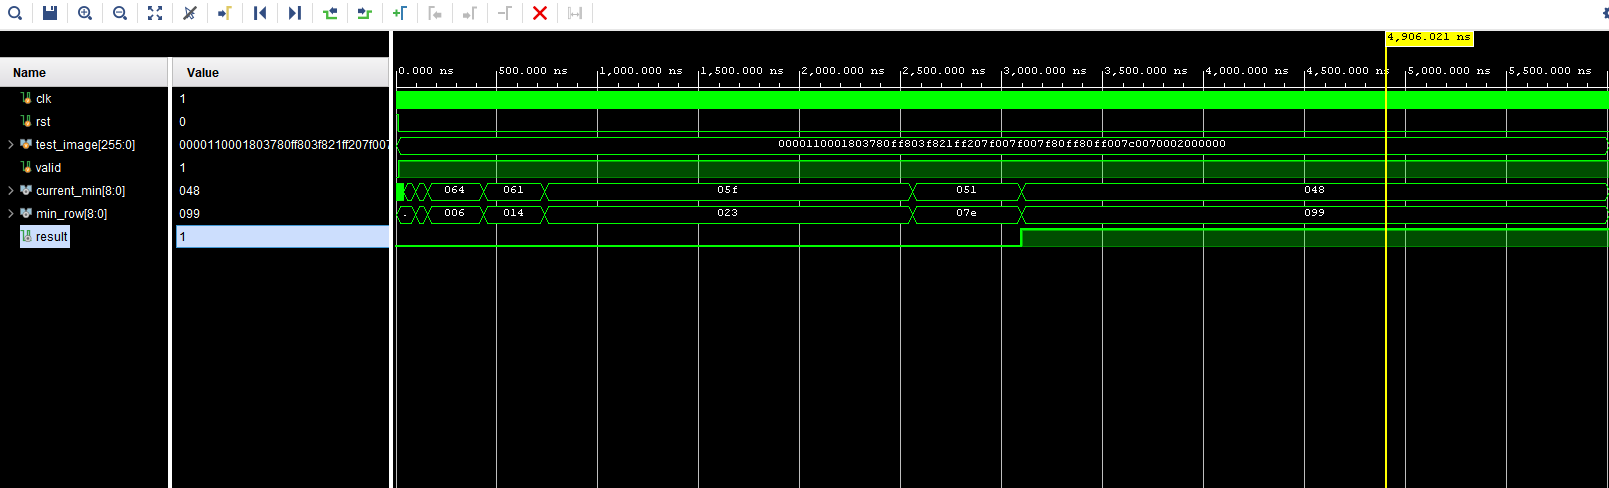 4,906.021 ns
Name Value
0.000 ns 500.000 ns 1,000.000 ns 1,500.000 ns 2,000.000 ns 2,500.000 ns 3,000.000 ns 3,500.000 ns 4,000.000 ns 4,500.000 ns 5,000.000 ns 5,500.000 ns
clk 1
rst 0
test_image[255:0] 0000110001803780ff803f821ff207f007 0000110001803780ff803f821ff207f007f007f80ff80ff007c0070002000000
valid 1
current_min[8:0] 048 064 061 05f 051 048
min_row[8:0] 099 . 006 014 023 07e 099
result 1